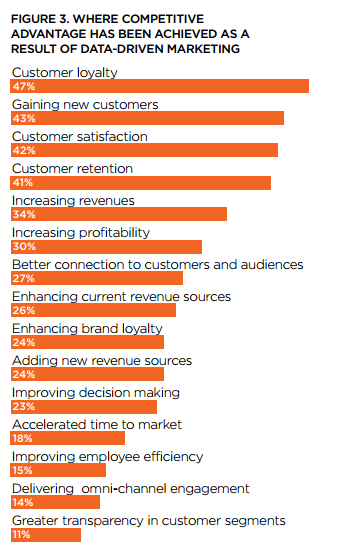 FIGURE 3. WHERE COMPETITIVE
ADVANTAGE HAS BEEN ACHIEVED AS A
RESULT OF DATA-DRIVEN MARKETING
Customer loyalty
47%
Gaining new customers
43%
Customer satisfaction
42%
Customer retention
41%
Increasing revenues
34%
Increasing profitability
30%
Better connection to customers and audiences
27%
Enhancing current revenue sources
26%
Enhancing brand loyalty
24%
Adding new revenue sources
24%
Improving decision making
23%
Accelerated time to market
18%
Improving employee efficiency
15%
Delivering omni-channel engagement
14%
Greater transparency in customer segments
11%